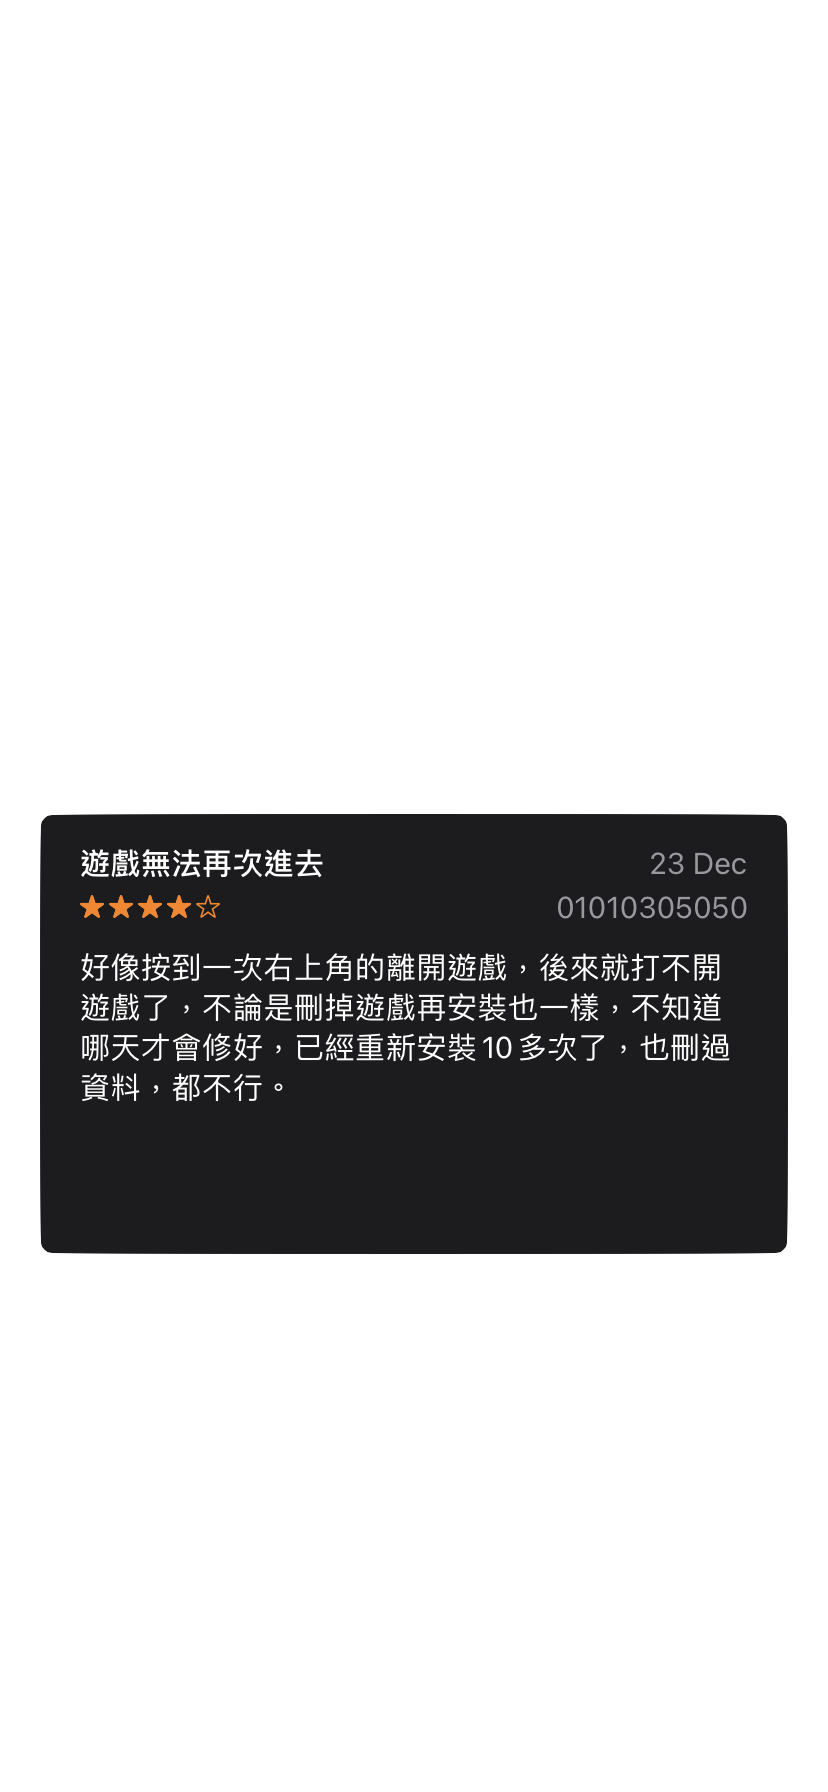 遊戲無法再次進去
23 Dec
★★★★☆
01010305050
好像按到一次右上角的離開遊戲，後來就打不開
遊戲了，不論是刪掉遊戲再安裝也一樣，不知道
哪天才會修好，已經重新安裝 10 多次了，也刪過
資料，都不行。